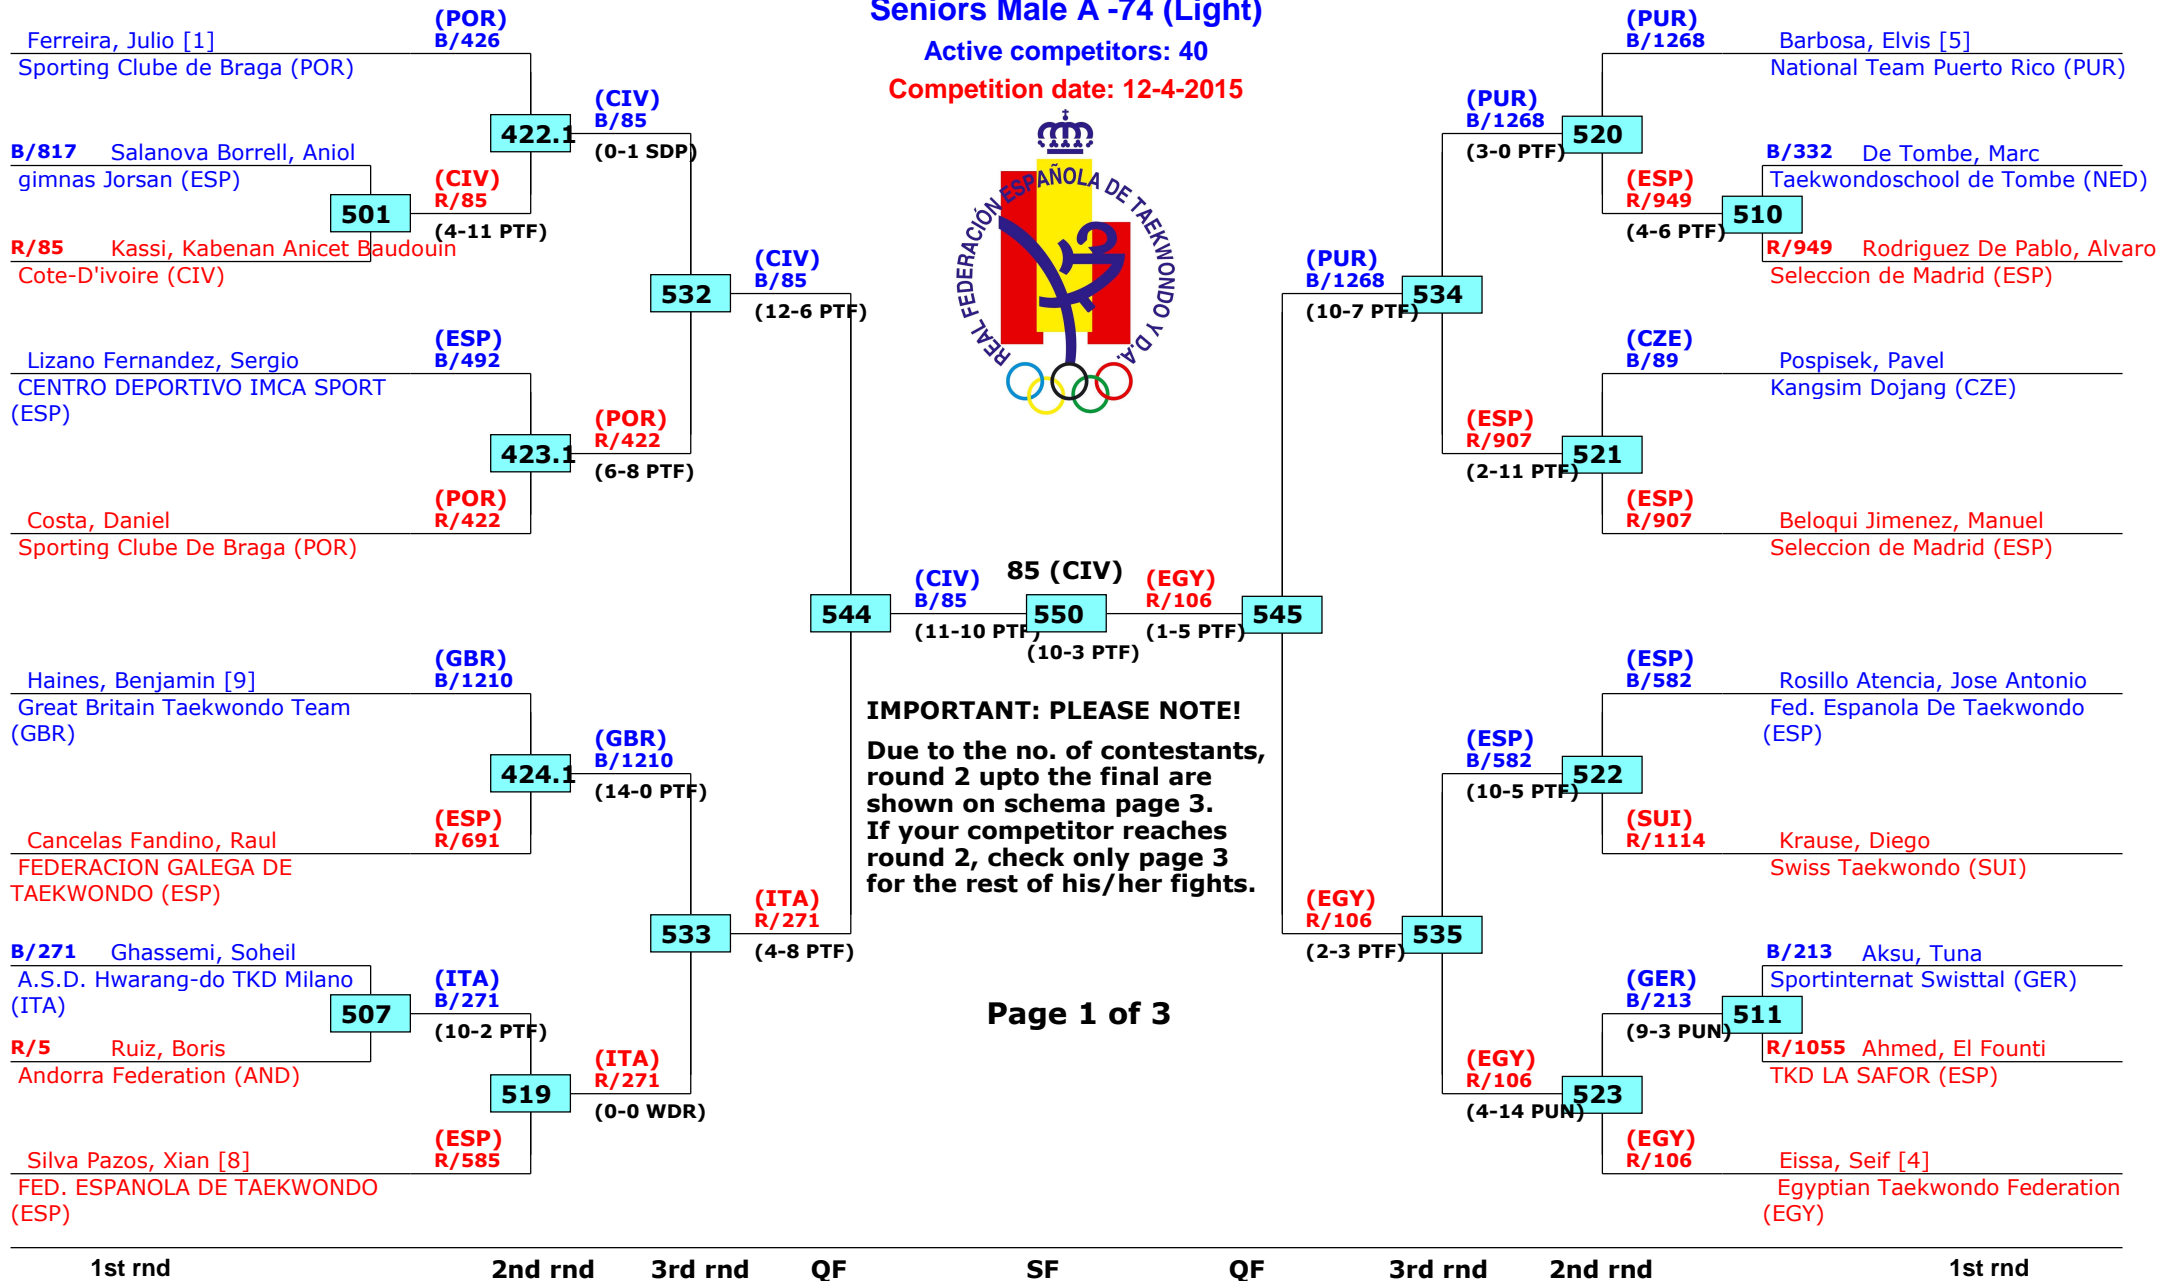 Seniors Male A -74 (Light)
Active competitors: 40
Competition date: 12-4-2015
REAL FEDERACIÓN ESPAÑOLA DE TAEKWONDO Y D.A.
(POR)
Ferreira, Julio [1] B/426
Sporting Clube de Braga (POR)
(CIV)
B/85
422.1
(0-1 SDP)
B/817 Salanova Borrell, Aniol
gimnas Jorsan (ESP)
(CIV)
R/85
501
(4-11 PTF)
R/85 Kassi, Kabenan Anicet Baudouin
Cote-D'ivoire (CIV)
(CIV)
B/85
532
(12-6 PTF)
(ESP)
Lizano Fernandez, Sergio B/492
CENTRO DEPORTIVO IMCA SPORT
(ESP)
(POR)
R/422
423.1
(6-8 PTF)
(POR)
Costa, Daniel R/422
Sporting Clube De Braga (POR)
544
(CIV)
B/85
(11-10 PTF)
85 (CIV)
550
(10-3 PTF)
(EGY)
R/106
(1-5 PTF)
545
(GBR)
Haines, Benjamin [9] B/1210
Great Britain Taekwondo Team
(GBR)
(GBR)
B/1210
424.1
(14-0 PTF)
(ESP)
Cancelas Fandino, Raul R/691
FEDERACION GALEGA DE
TAEKWONDO (ESP)
(ITA)
R/271
533
(4-8 PTF)
B/271 Ghassemi, Soheil
A.S.D. Hwarang-do TKD Milano
(ITA)
(ITA)
B/271
507
(10-2 PTF)
R/5 Ruiz, Boris
Andorra Federation (AND)
(ITA)
R/271
519
(0-0 WDR)
(ESP)
Silva Pazos, Xian [8] R/585
FED. ESPANOLA DE TAEKWONDO
(ESP)
IMPORTANT: PLEASE NOTE!
Due to the no. of contestants,
round 2 upto the final are
shown on schema page 3.
If your competitor reaches
round 2, check only page 3
for the rest of his/her fights.
Page 1 of 3
(PUR)
B/1268 Barbosa, Elvis [5]
National Team Puerto Rico (PUR)
(PUR)
B/1268
520
(3-0 PTF)
B/332 De Tombe, Marc
Taekwondoschool de Tombe (NED)
(ESP)
R/949
510
(4-6 PTF)
R/949 Rodriguez De Pablo, Alvaro
Seleccion de Madrid (ESP)
(PUR)
B/1268
534
(10-7 PTF)
(CZE)
B/89 Pospisek, Pavel
Kangsim Dojang (CZE)
(ESP)
R/907
521
(2-11 PTF)
(ESP)
R/907 Beloqui Jimenez, Manuel
Seleccion de Madrid (ESP)
(ESP)
B/582 Rosillo Atencia, Jose Antonio
Fed. Espanola De Taekwondo
(ESP)
(ESP)
B/582
522
(10-5 PTF)
(SUI)
R/1114 Krause, Diego
Swiss Taekwondo (SUI)
(EGY)
R/106
535
(2-3 PTF)
B/213 Aksu, Tuna
Sportinternat Swisttal (GER)
(GER)
B/213
511
(9-3 PUN)
R/1055 Ahmed, El Founti
TKD LA SAFOR (ESP)
(EGY)
R/106
523
(4-14 PUN)
(EGY)
R/106 Eissa, Seif [4]
Egyptian Taekwondo Federation
(EGY)
1st rnd 2nd rnd 3rd rnd QF SF QF 3rd rnd 2nd rnd 1st rnd